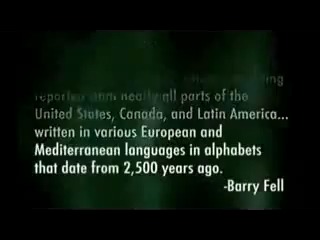 reported from nearly all parts of the
United States, Canada, and Latin America...
written in various European and
Mediterranean languages in alphabets
that date from 2,500 years ago.
-Barry Fell